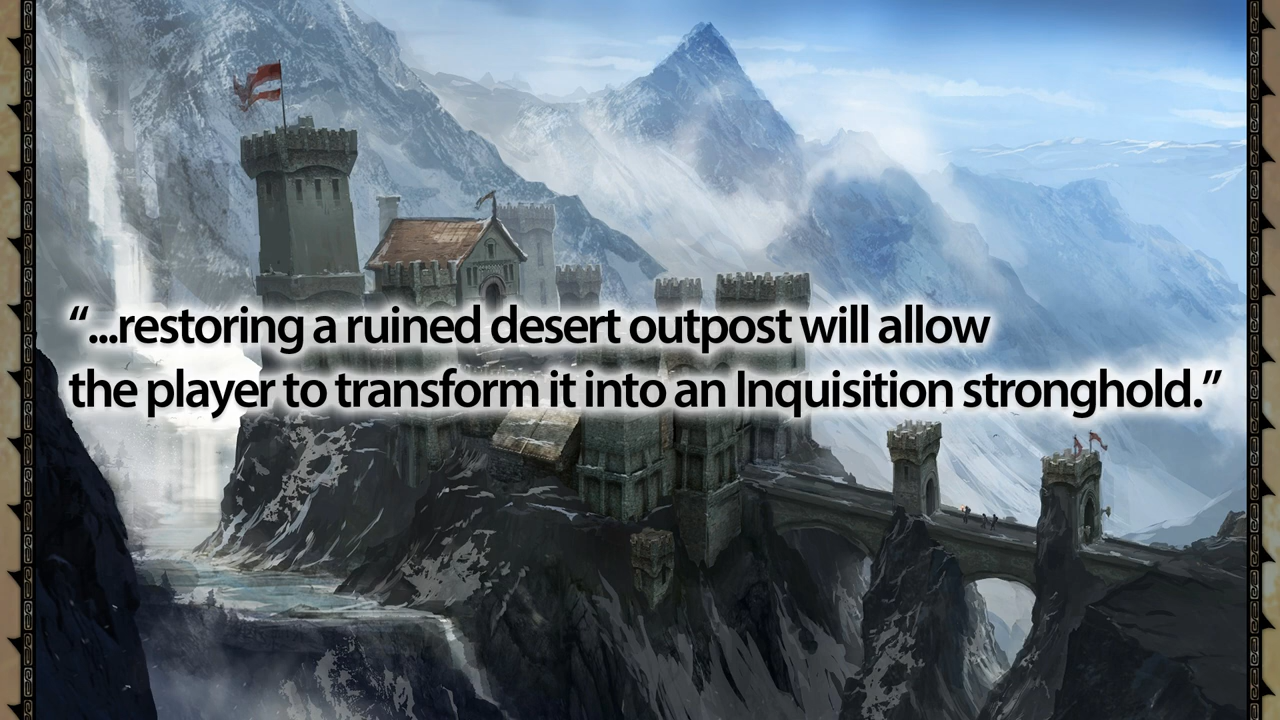 “...restoring a ruined desert outpost will allow
the player to transform it into an Inquisition stronghold.”